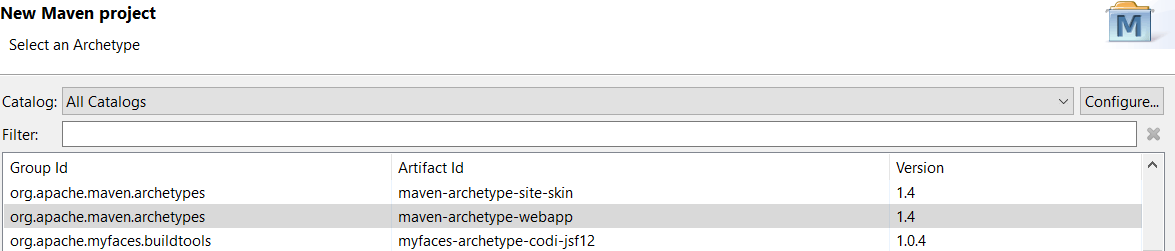 New Maven project
M
Select an Archetype
Catalog: All Catalogs Configure...
Filter:
Group Id Artifact Id Version
org.apache.maven.archetypes maven-archetype-site-skin 1.4
org.apache.maven.archetypes maven-archetype-webapp 1.4
org.apache.myfaces.buildtools myfaces-archetype-codi-jsf12 1.0.4